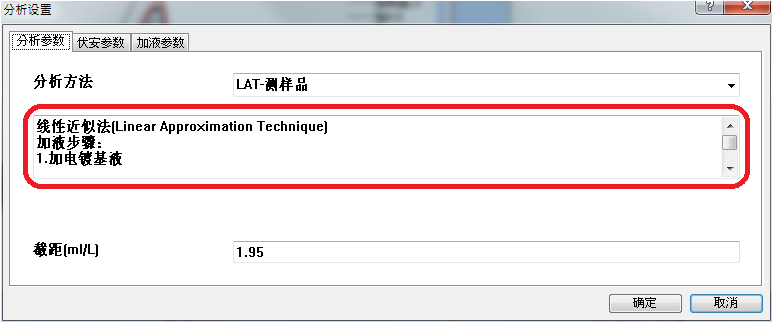 分析设置
分析参数 伏安参数 加液参数
分析方法 LAT-测样品
线性近似法(Linear Approximation Technique)
加液步骤：
1.加电镀基液
截距(ml/L) 1.95
确定 取消